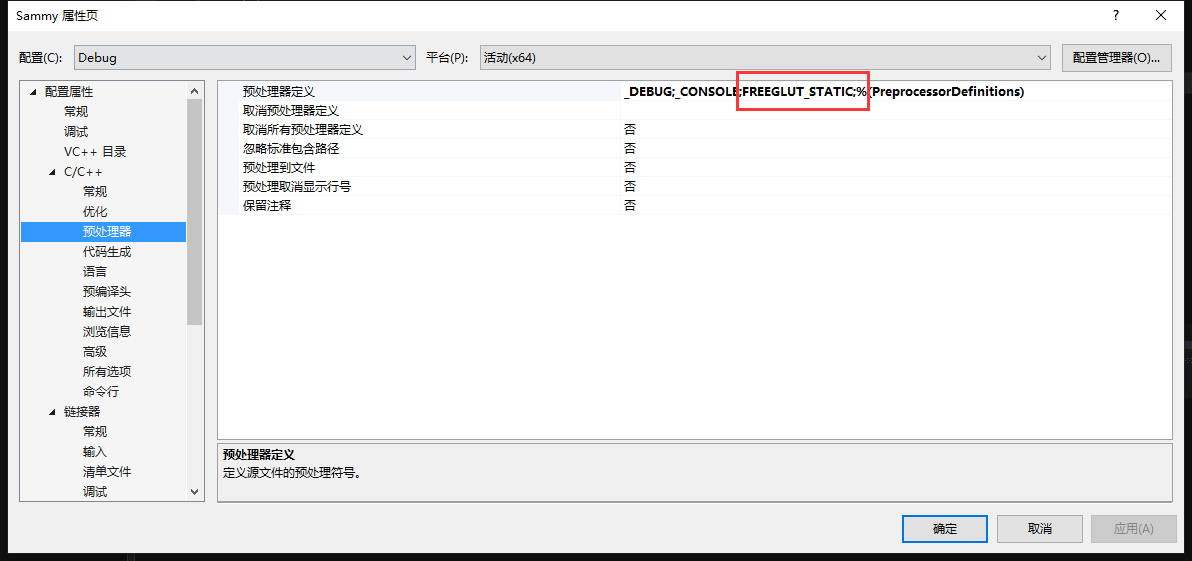 Sammy 属性页
?
配置(C):
Debug
平台(P):
活动(x64)
配置管理器(O)...
配置属性
常规
调试
VC++ 目录
C/C++
常规
优化
预处理器
代码生成
语言
预编译头
输出文件
浏览信息
高级
所有选项
命令行
链接器
常规
输入
清单文件
调试
预处理器定义 _DEBUG;_CONSOLE;FREEGLUT_STATIC;%(PreprocessorDefinitions)
取消预处理器定义
取消所有预处理器定义 否
忽略标准包含路径 否
预处理到文件 否
预处理取消显示行号 否
保留注释 否
预处理器定义
定义源文件的预处理符号。
确定
取消
应用(A)